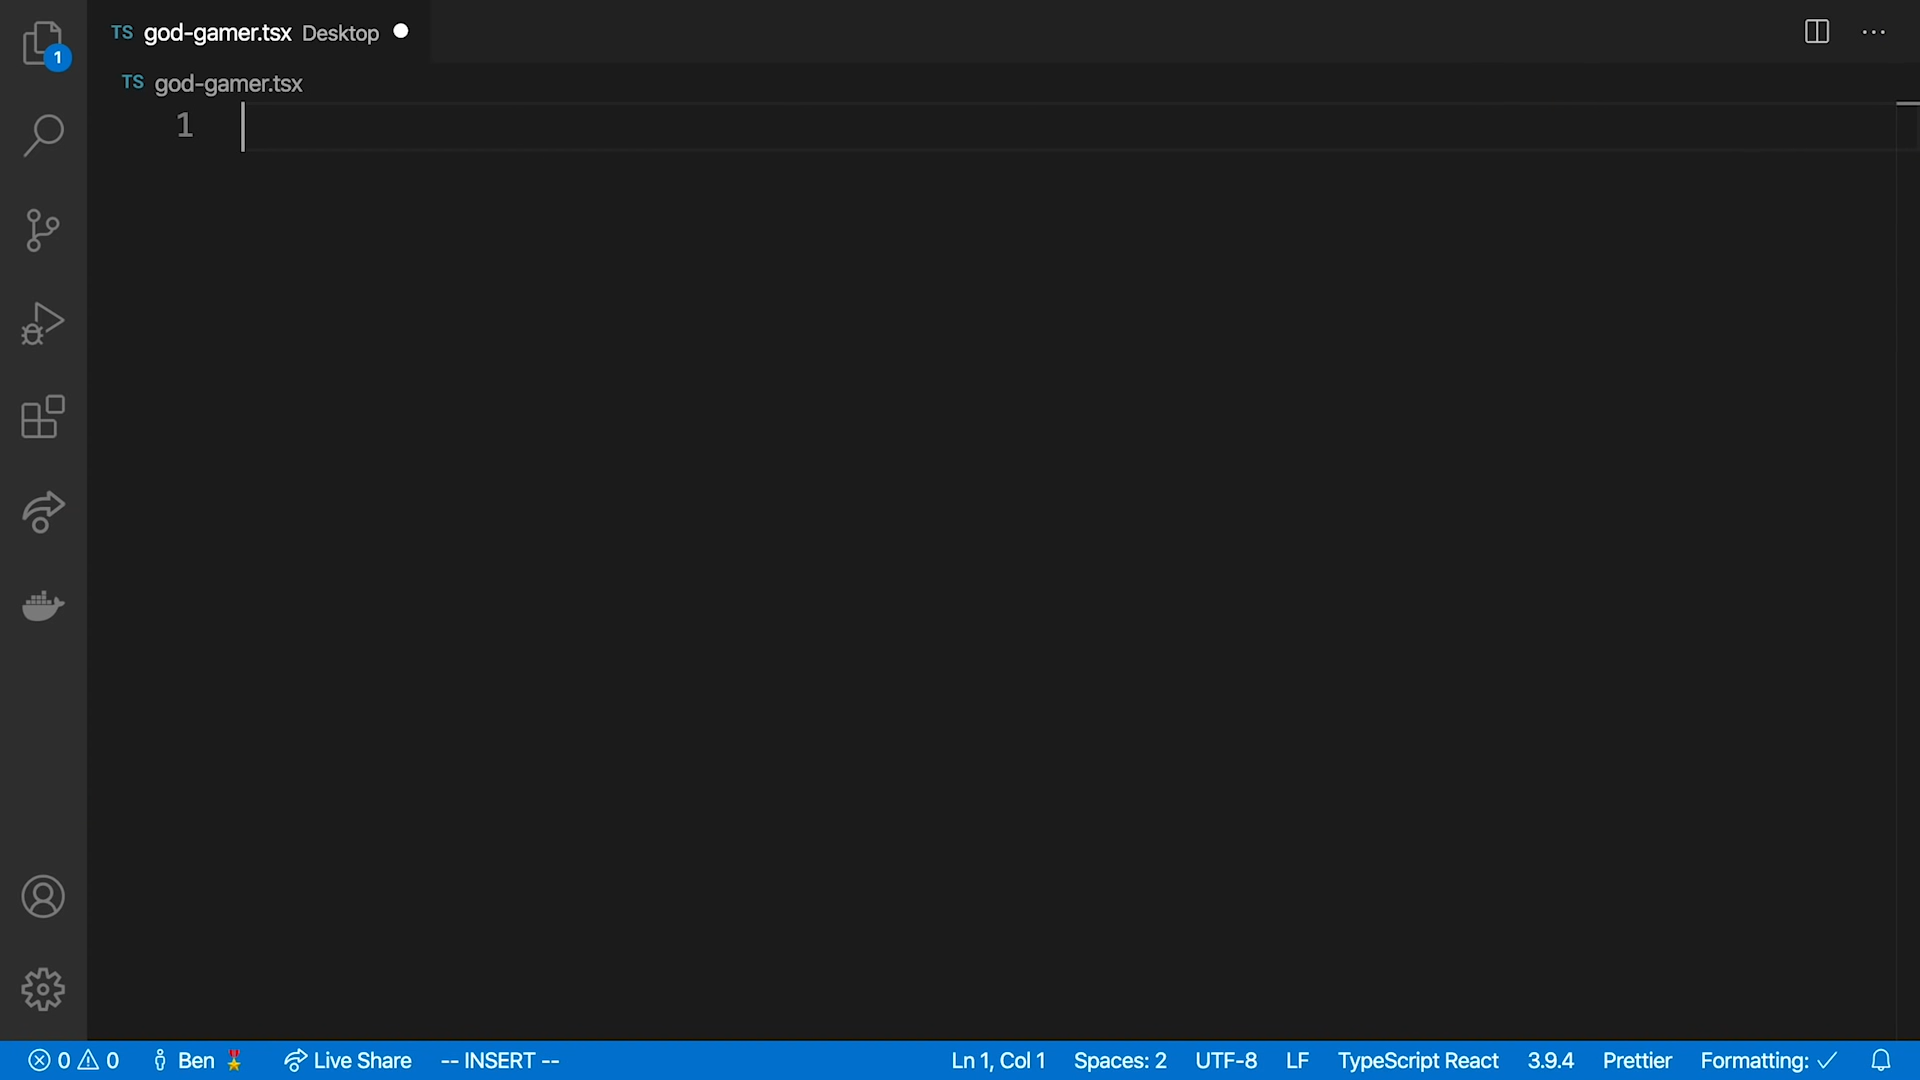 TS god-gamer.tsx Desktop
1
TS god-gamer.tsx
1
0 0 Ben Live Share -- INSERT -- Ln 1, Col 1 Spaces: 2 UTF-8 LF TypeScript React 3.9.4 Prettier Formatting: